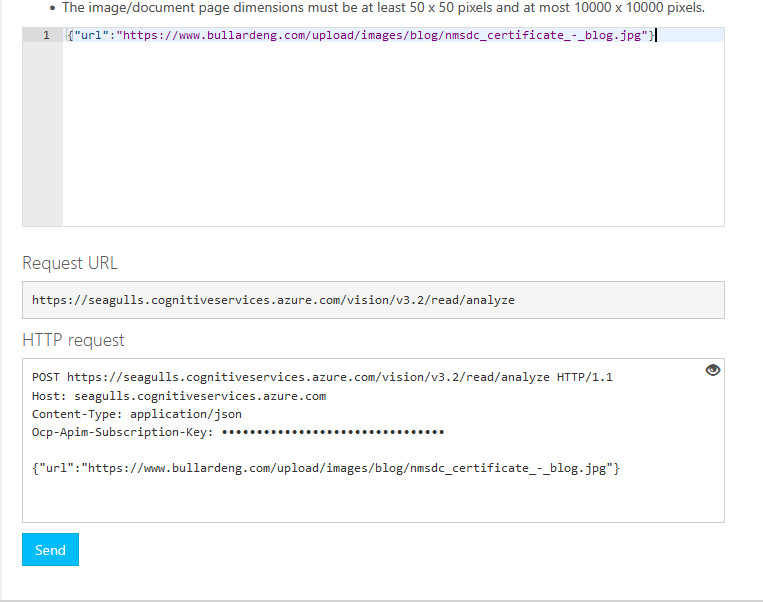 • The image/document page dimensions must be at least 50 x 50 pixels and at most 10000 x 10000 pixels.
1 {"url":"https://www.bullardeng.com/upload/images/blog/nmsdc_certificate_-_blog.jpg"}
Request URL
https://seagulls.cognitiveservices.azure.com/vision/v3.2/read/analyze
HTTP request
POST https://seagulls.cognitiveservices.azure.com/vision/v3.2/read/analyze HTTP/1.1
Host: seagulls.cognitiveservices.azure.com
Content-Type: application/json
Ocp-Apim-Subscription-Key: ••••••••••••••••••••••••••••••••
{"url":"https://www.bullardeng.com/upload/images/blog/nmsdc_certificate_-_blog.jpg"}
Send